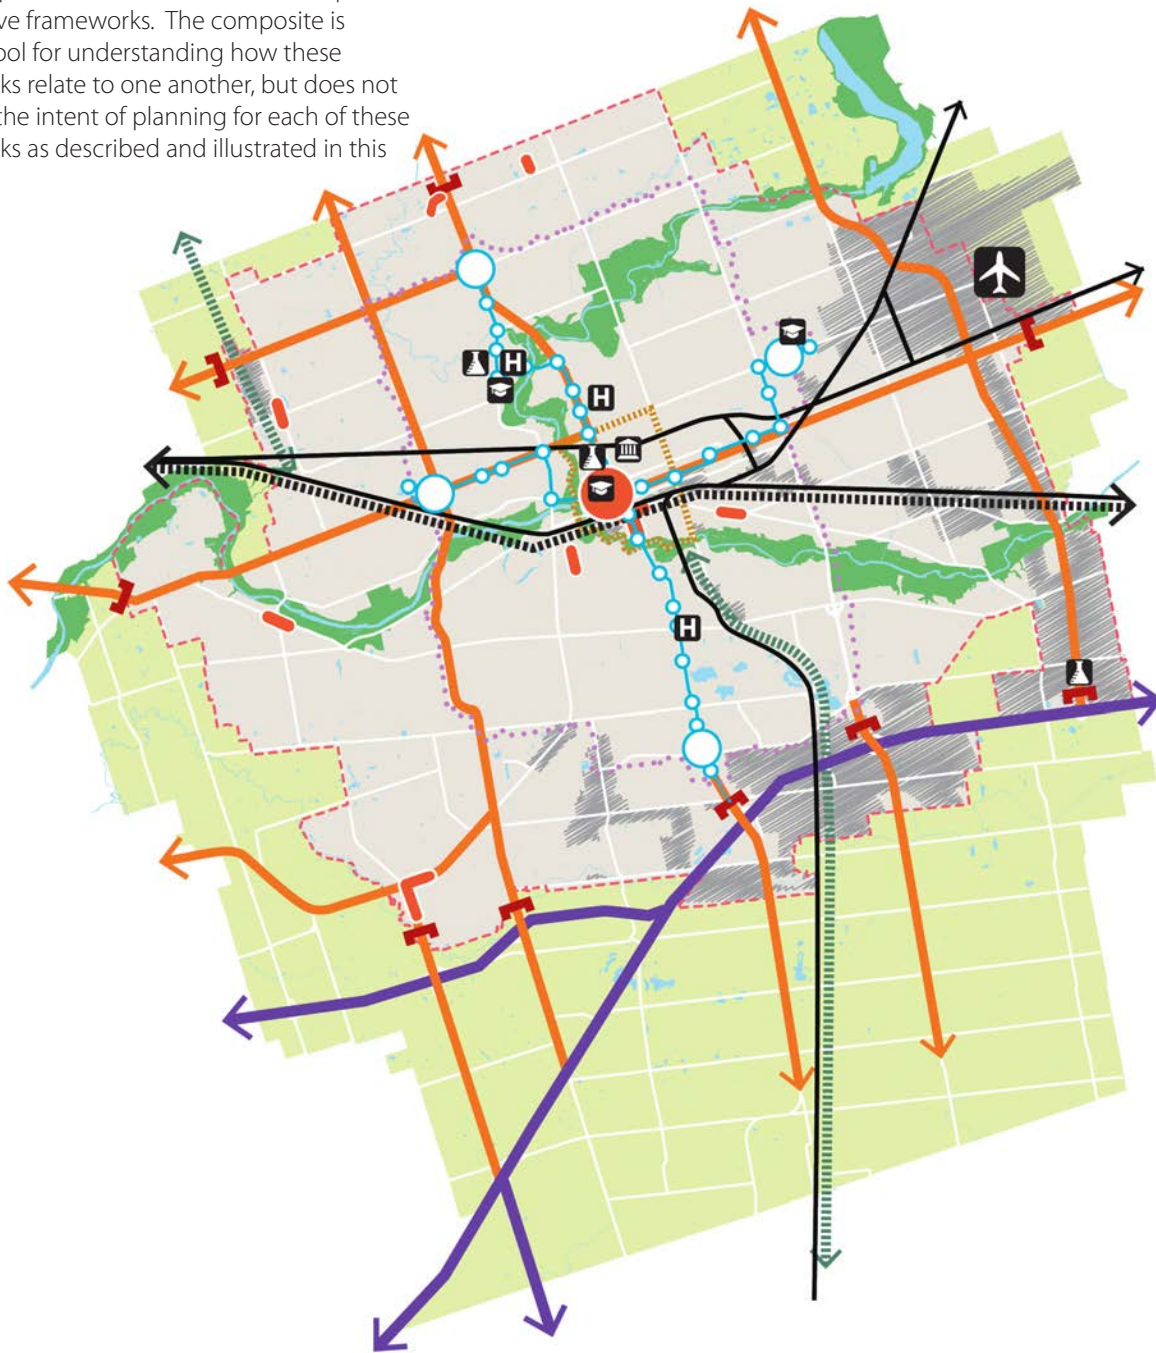 ve frameworks. The composite is
ool for understanding how these
ks relate to one another, but does not
the intent of planning for each of these
ks as described and illustrated in this
H
H
H